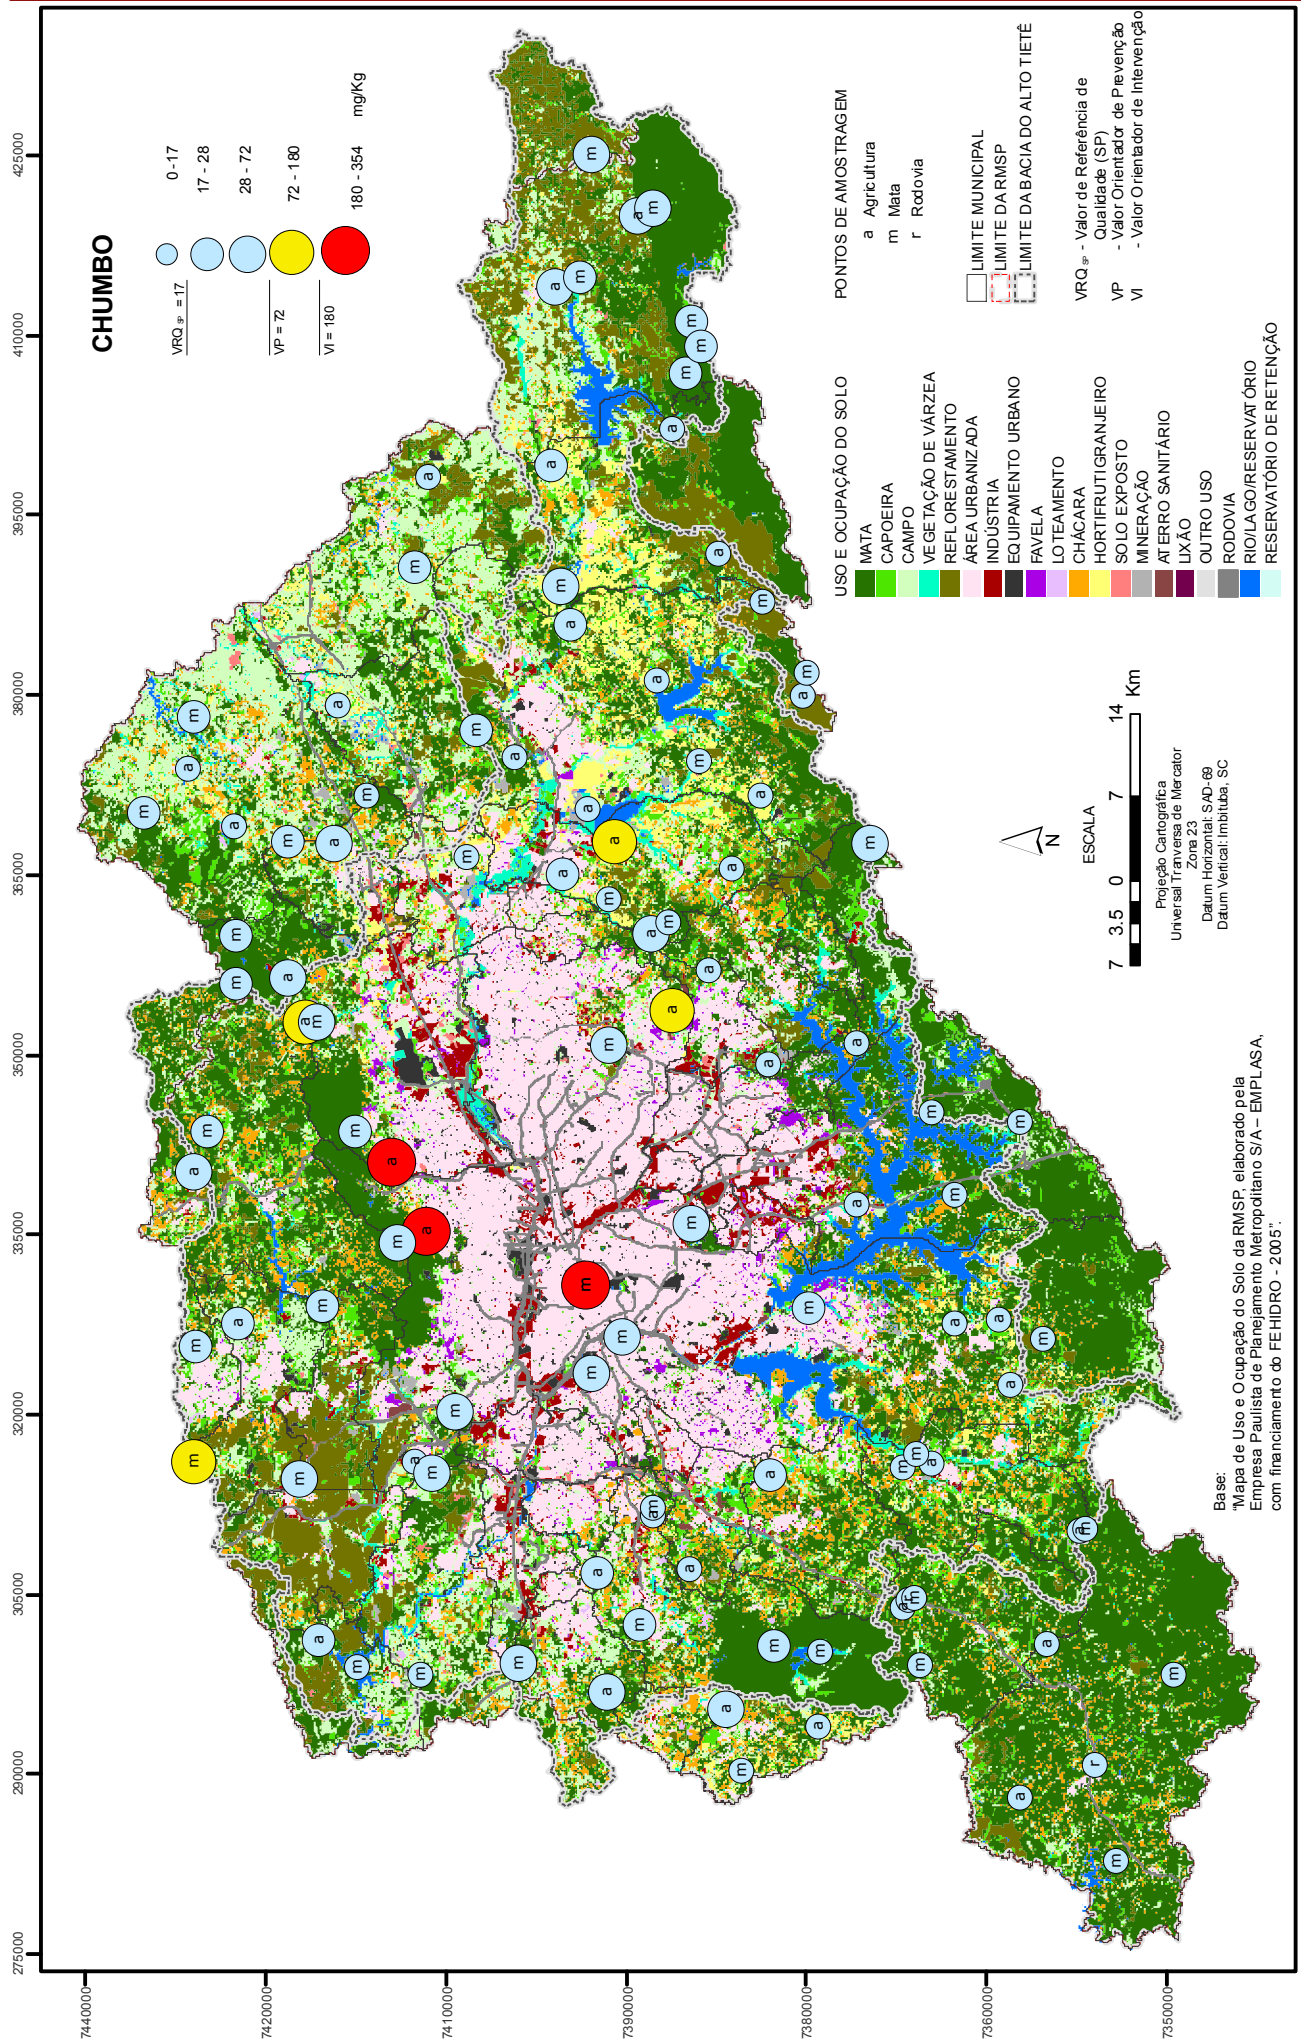 CHUMBO
VRQ SP = 17
VP = 72
VI = 180
0 - 17
17 - 28
28 - 72
72 - 180
180 - 354 mg/Kg
PONTOS DE AMOSTRAGEM
a Agricultura
m Mata
r Rodovia
LIMITE MUNICIPAL
LIMITE DA RMSP
LIMITE DA BACIA DO ALTO TIETÊ
VRQ SP - Valor de Referência de
Qualidade (SP)
VP - Valor Orientador de Prevenção
VI - Valor Orientador de Intervenção
USO E OCUPAÇÃO DO SOLO
MATA
CAPOEIRA
CAMPO
VEGETAÇÃO DE VÁRZEA
REFLORESTAMENTO
ÁREA URBANIZADA
INDÚSTRIA
EQUIPAMENTO URBANO
FAVELA
LOTEAMENTO
CHÁCARA
HORTIFRUTIGRANJEIRO
SOLO EXPOSTO
MINERAÇÃO
ATERRO SANITÁRIO
LIXÃO
OUTRO USO
RODOVIA
RIO/LAGO/RESERVATÓRIO
RESERVATÓRIO DE RETENÇÃO
N
ESCALA
7 3.5 0 7 14 Km
Projeção Cartográfica
Universal Tranversa de Mercator
Zona 23
Datum Horizontal: SAD-69
Datum Vertical: Imbituba, SC
Base:
"Mapa de Uso e Ocupação do Solo da RMSP, elaborado pela
Empresa Paulista de Planejamento Metropolitano S/A – EMPLASA,
com financiamento do FEHIDRO - 2005".
275000 290000 305000 320000 335000 350000 365000 380000 395000 410000 425000
7440000
7420000
7410000
7390000
7380000
7360000
7350000